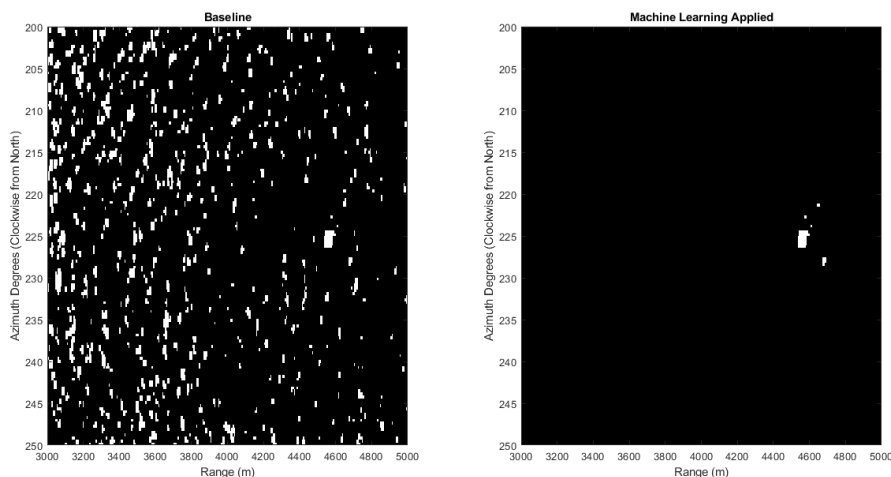 Baseline
200
205
210
215
220
225
230
235
240
245
250
Azimuth Degrees (Clockwise from North)
3000 3200 3400 3600 3800 4000 4200 4400 4600 4800 5000
Range (m)
Machine Learning Applied
200
205
210
215
220
225
230
235
240
245
250
Azimuth Degrees (Clockwise from North)
3000 3200 3400 3600 3800 4000 4200 4400 4600 4800 5000
Range (m)